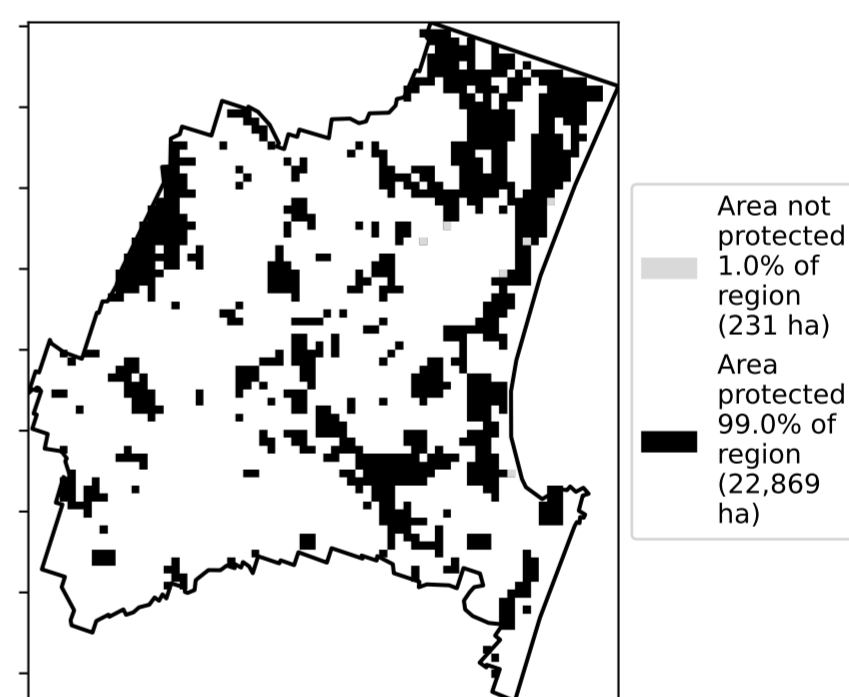 Area not
protected
1.0% of
region
(231 ha)
Area
protected
99.0% of
region
(22,869
ha)